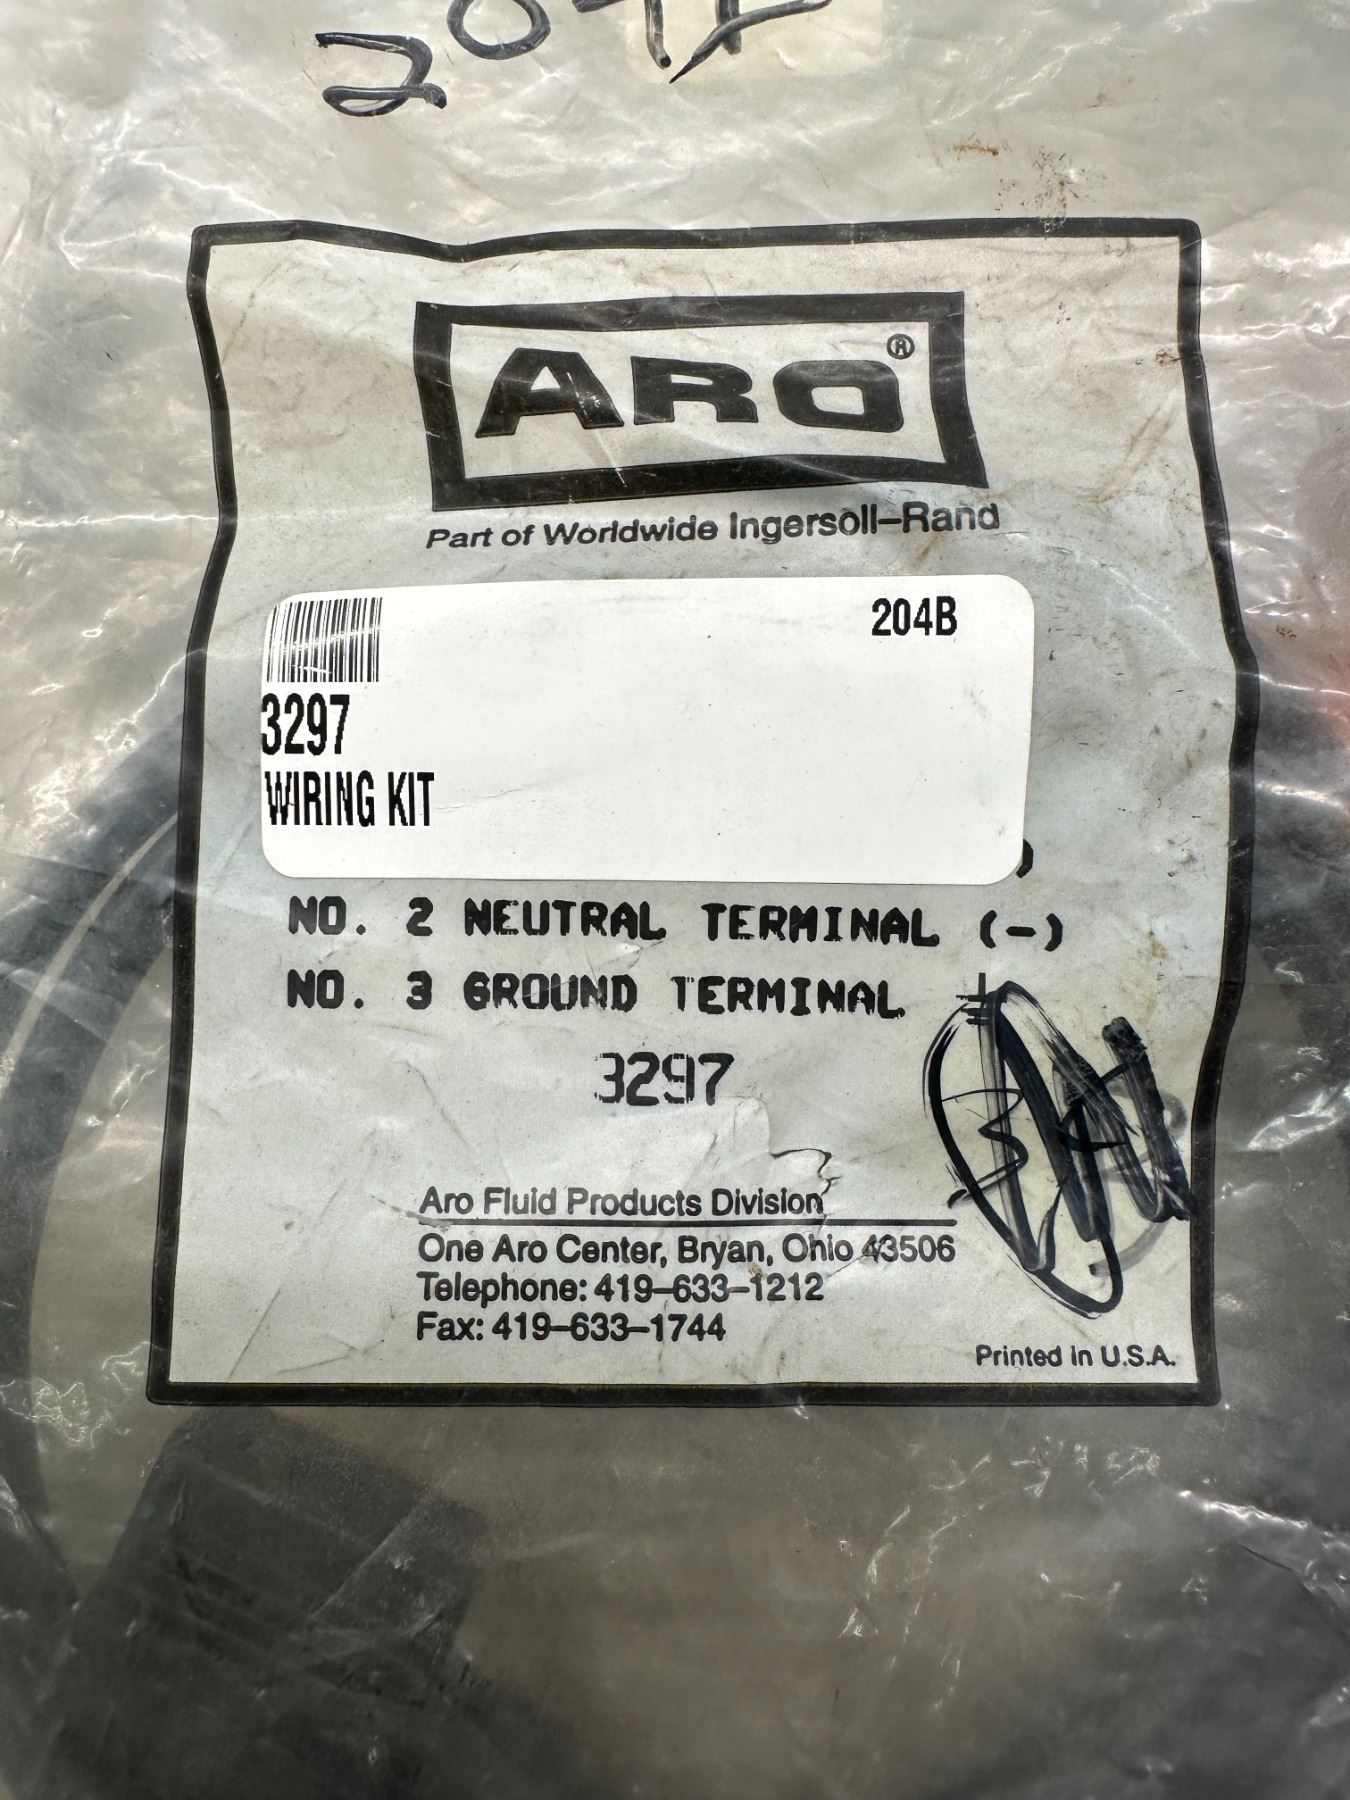 ARO®
Part of Worldwide Ingersoll-Rand
204B
3297
WIRING KIT
)
NO. 2 NEUTRAL TERMINAL (-)
NO. 3 GROUND TERMINAL
3297
Aro Fluid Products Division
One Aro Center, Bryan, Ohio 43506
Telephone: 419-633-1212
Fax: 419-633-1744
Printed in U.S.A.